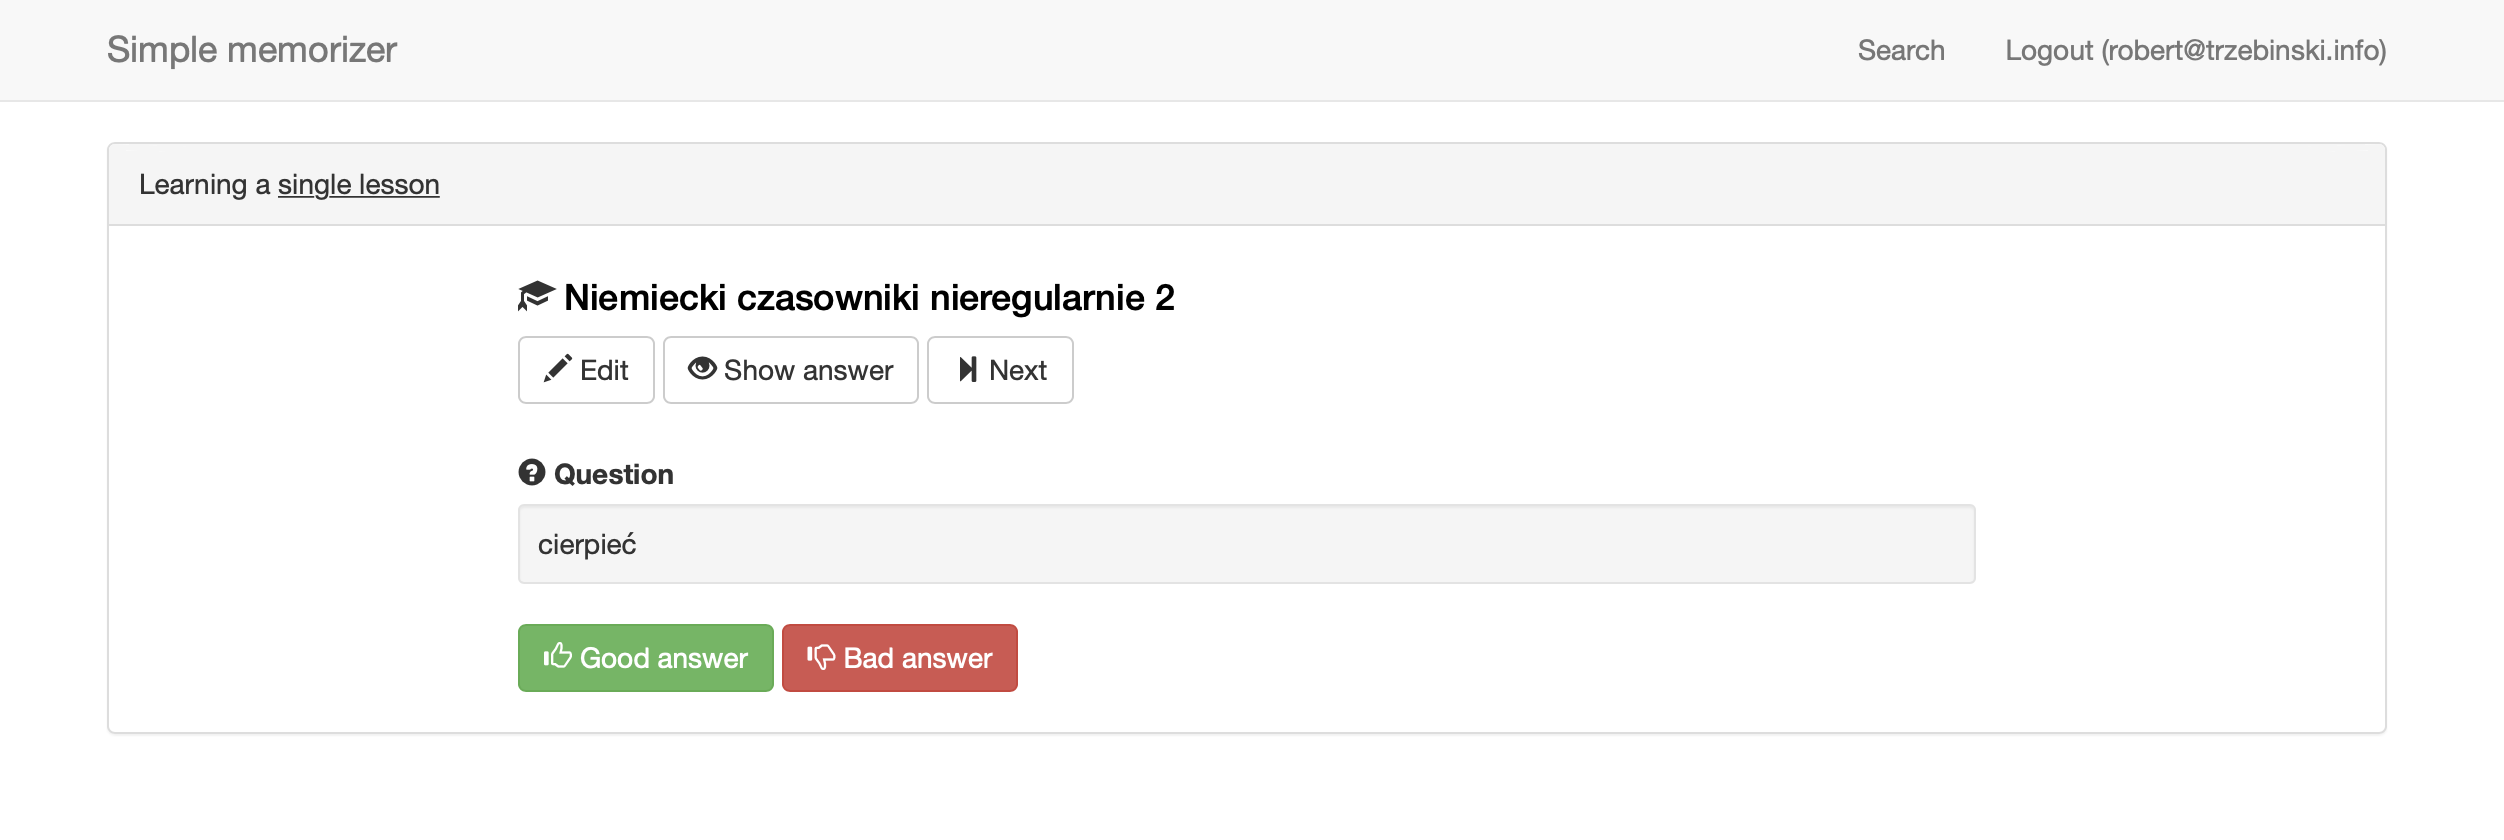 Simple memorizer
Search
Logout (robert@trzebinski.info)
Learning a single lesson
Niemiecki czasowniki nieregularnie 2
Edit
Show answer
Next
Question
cierpieć
Good answer
Bad answer